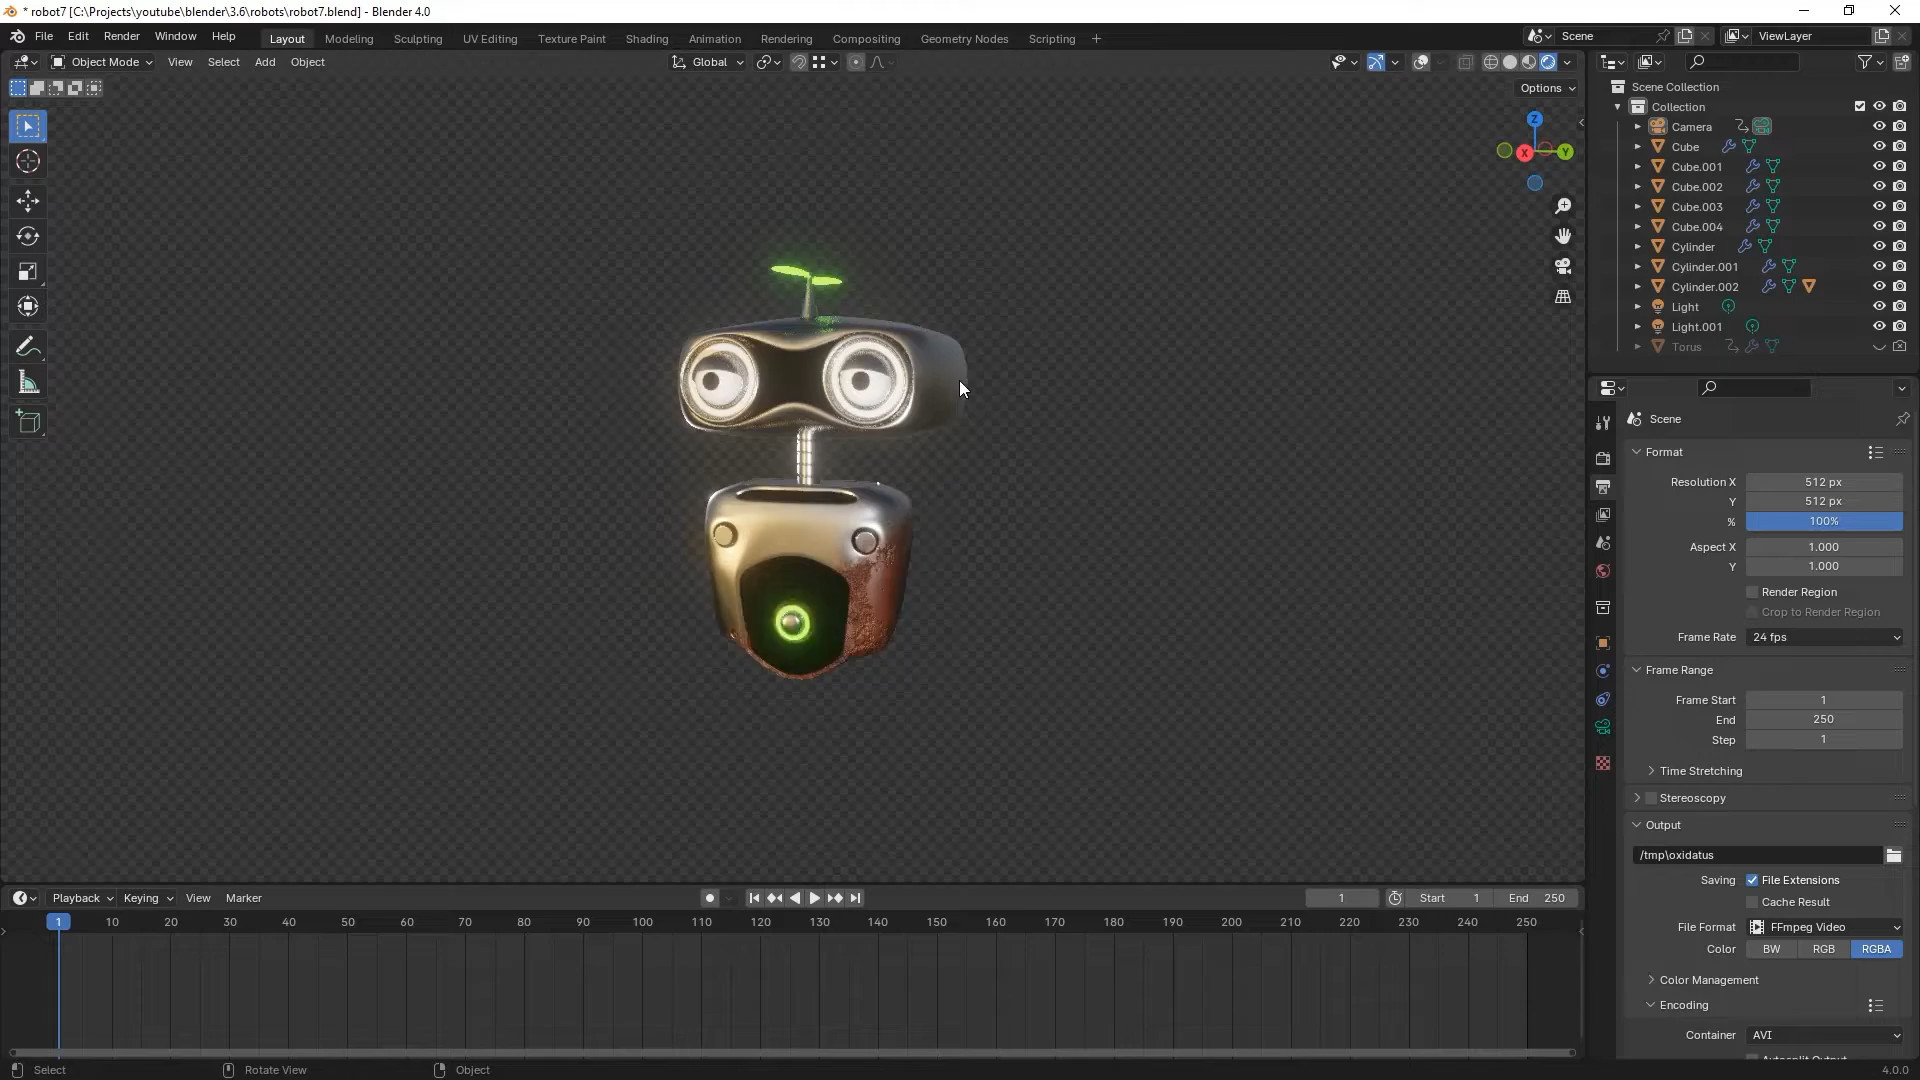 * robot7 [C:\Projects\youtube\blender\3.6\robots\robot7.blend] - Blender 4.0
File Edit Render Window Help Layout Modeling Sculpting UV Editing Texture Paint Shading Animation Rendering Compositing Geometry Nodes Scripting + Scene ViewLayer
Object Mode View Select Add Object Global
Options
Z
X Y
Scene Collection
Collection
Camera
Cube
Cube.001
Cube.002
Cube.003
Cube.004
Cylinder
Cylinder.001
Cylinder.002
Light
Light.001
Torus
Scene
Format
Resolution X 512 px
Y 512 px
% 100%
Aspect X 1.000
Y 1.000
Render Region
Crop to Render Region
Frame Rate 24 fps
Frame Range
Frame Start 1
End 250
Step 1
Time Stretching
Stereoscopy
Output
/tmp\oxidatus
Saving File Extensions
Cache Result
File Format FFmpeg Video
Color BW RGB RGBA
Color Management
Encoding
Container AVI
Autosplit Output
Playback Keying View Marker 1 Start 1 End 250
1 10 20 30 40 50 60 70 80 90 100 110 120 130 140 150 160 170 180 190 200 210 220 230 240 250
Select Rotate View Object 4.0.0